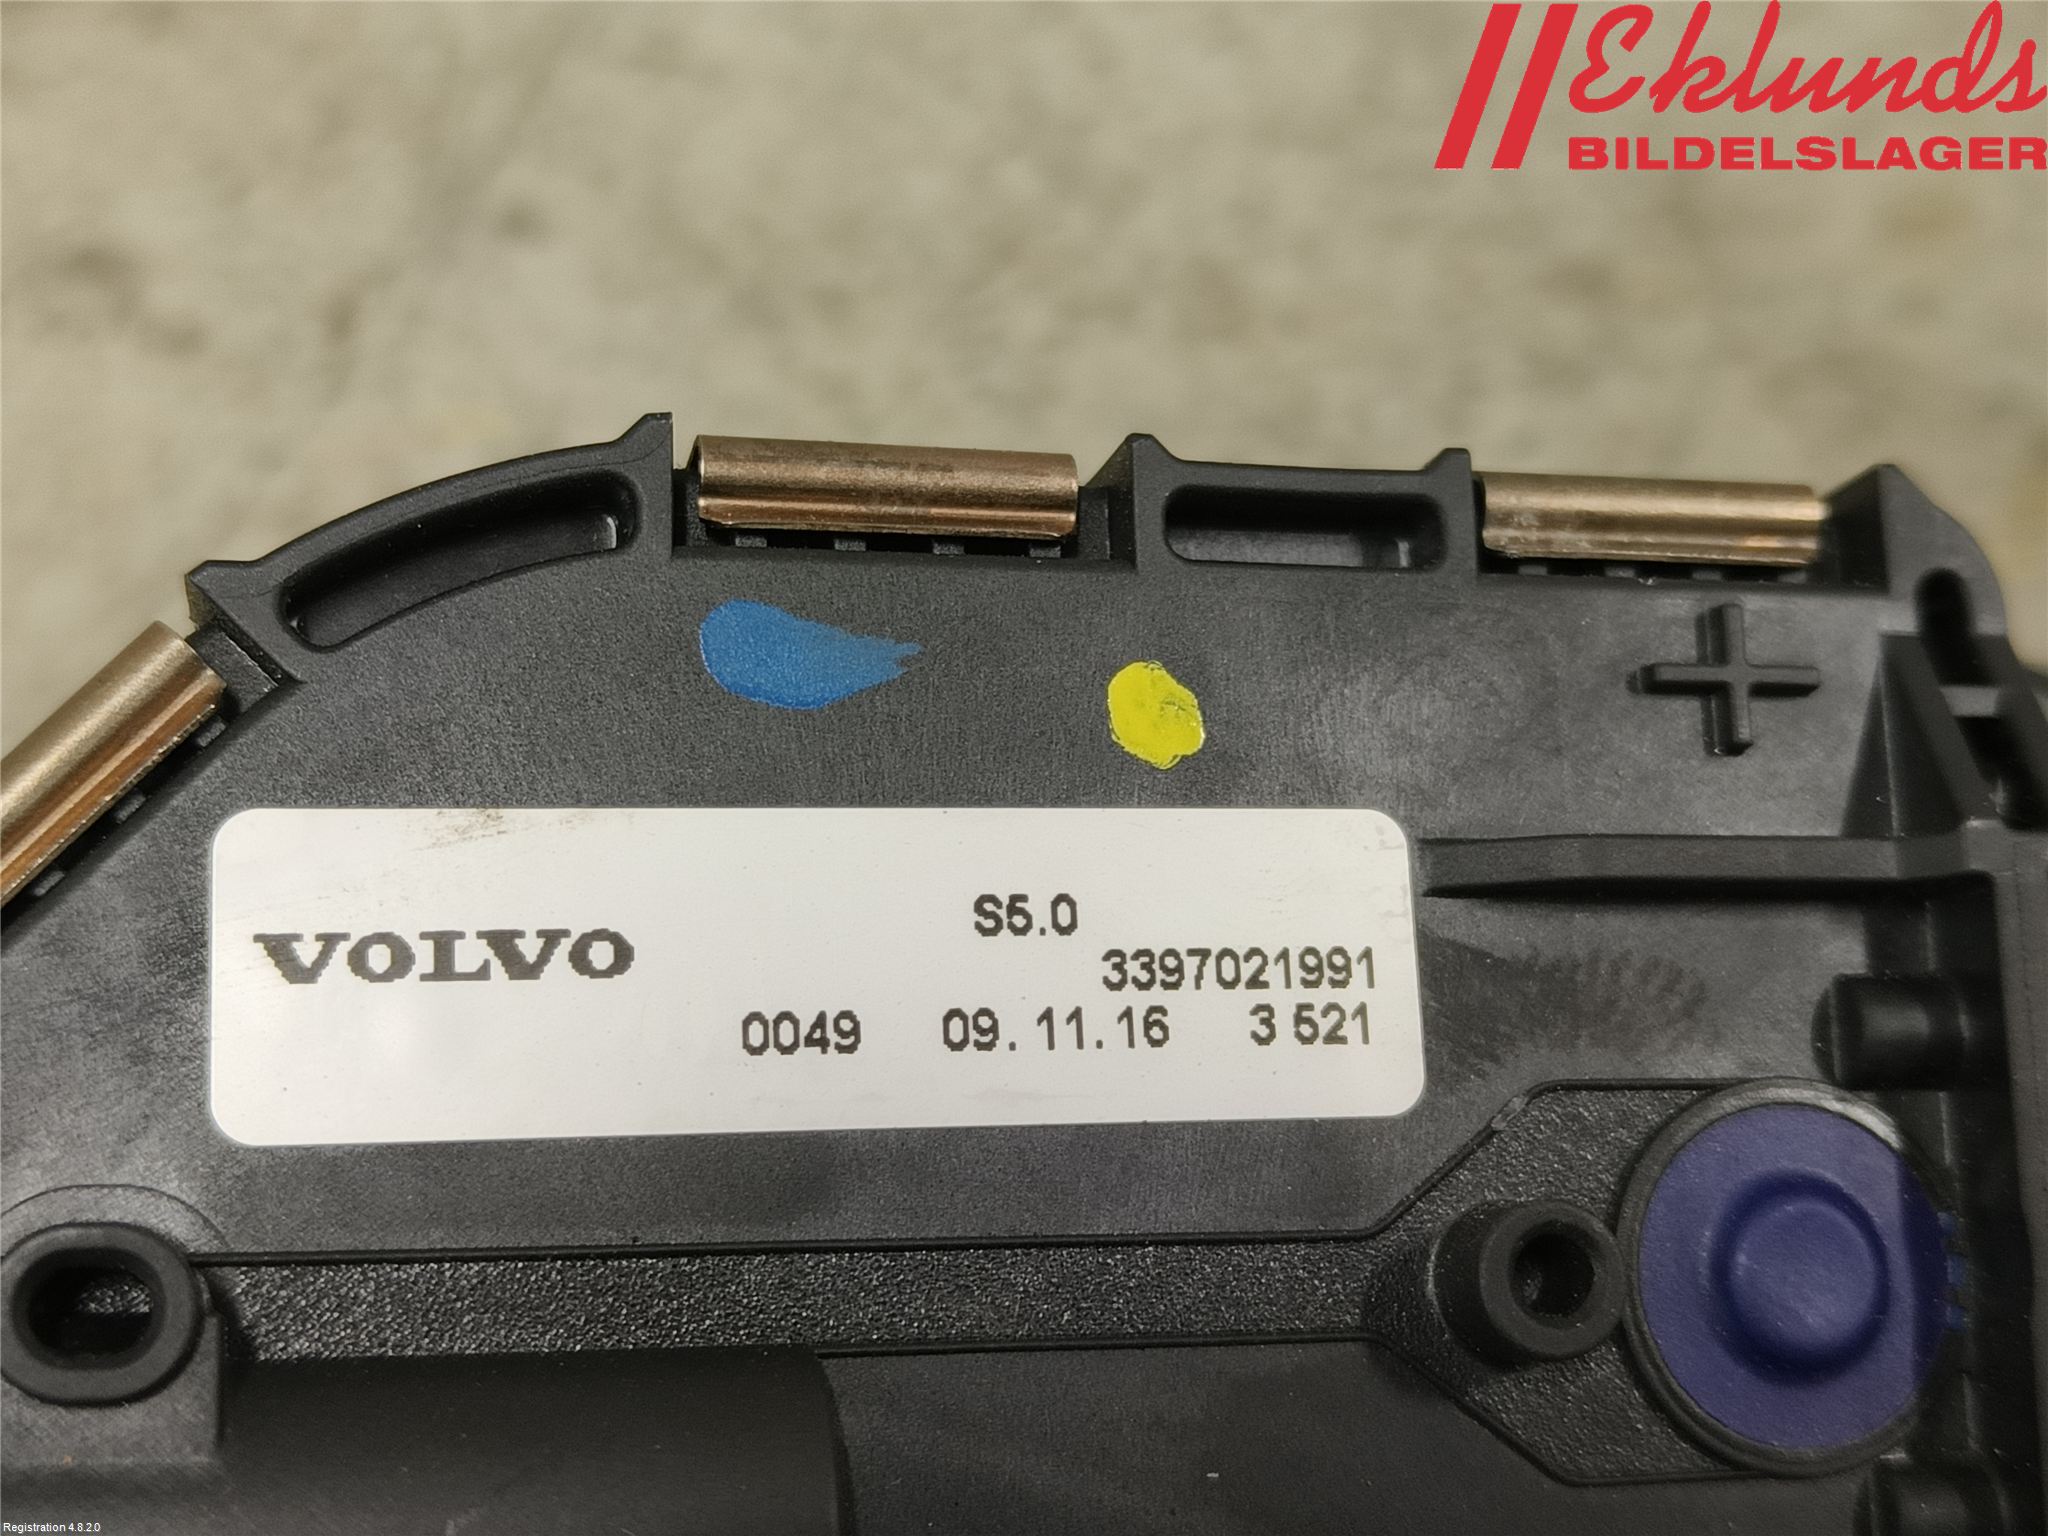 Eklunds
BILDELSLAGER
VOLVO
S5.0
3397021991
0049 09.11.16 3 521
Registration 4.8.2.0